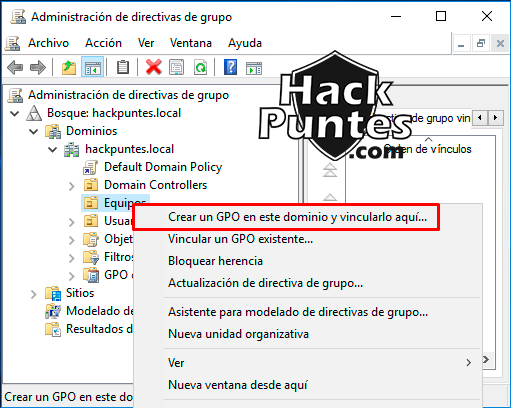 Administración de directivas de grupo
Archivo Acción Ver Ventana Ayuda
Administración de directivas de grupo
Bosque: hackpuntes.local
Dominios
hackpuntes.local
Default Domain Policy
Domain Controllers
Equipos
Usua
Objet
Filtros
GPO
Sitios
Modelado de
Resultados d
Hack
Puntes
.com
de grupo vin
Orden de vínculos
Crear un GPO en este dominio y vincularlo aquí...
Vincular un GPO existente...
Bloquear herencia
Actualización de directiva de grupo...
Asistente para modelado de directivas de grupo...
Nueva unidad organizativa
Ver
Nueva ventana desde aquí
Crear un GPO en este do